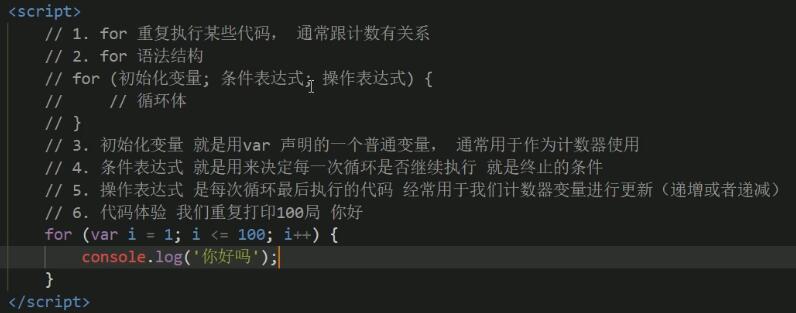 <script>
// 1. for 重复执行某些代码， 通常跟计数有关系
// 2. for 语法结构
// for (初始化变量; 条件表达式; 操作表达式) {
//     // 循环体
// }
// 3. 初始化变量 就是用var 声明的一个普通变量， 通常用于作为计数器使用
// 4. 条件表达式 就是用来决定每一次循环是否继续执行 就是终止的条件
// 5. 操作表达式 是每次循环最后执行的代码 经常用于我们计数器变量进行更新（递增或者递减）
// 6. 代码体验 我们重复打印100局 你好
for (var i = 1; i <= 100; i++) {
console.log('你好吗');
}
</script>